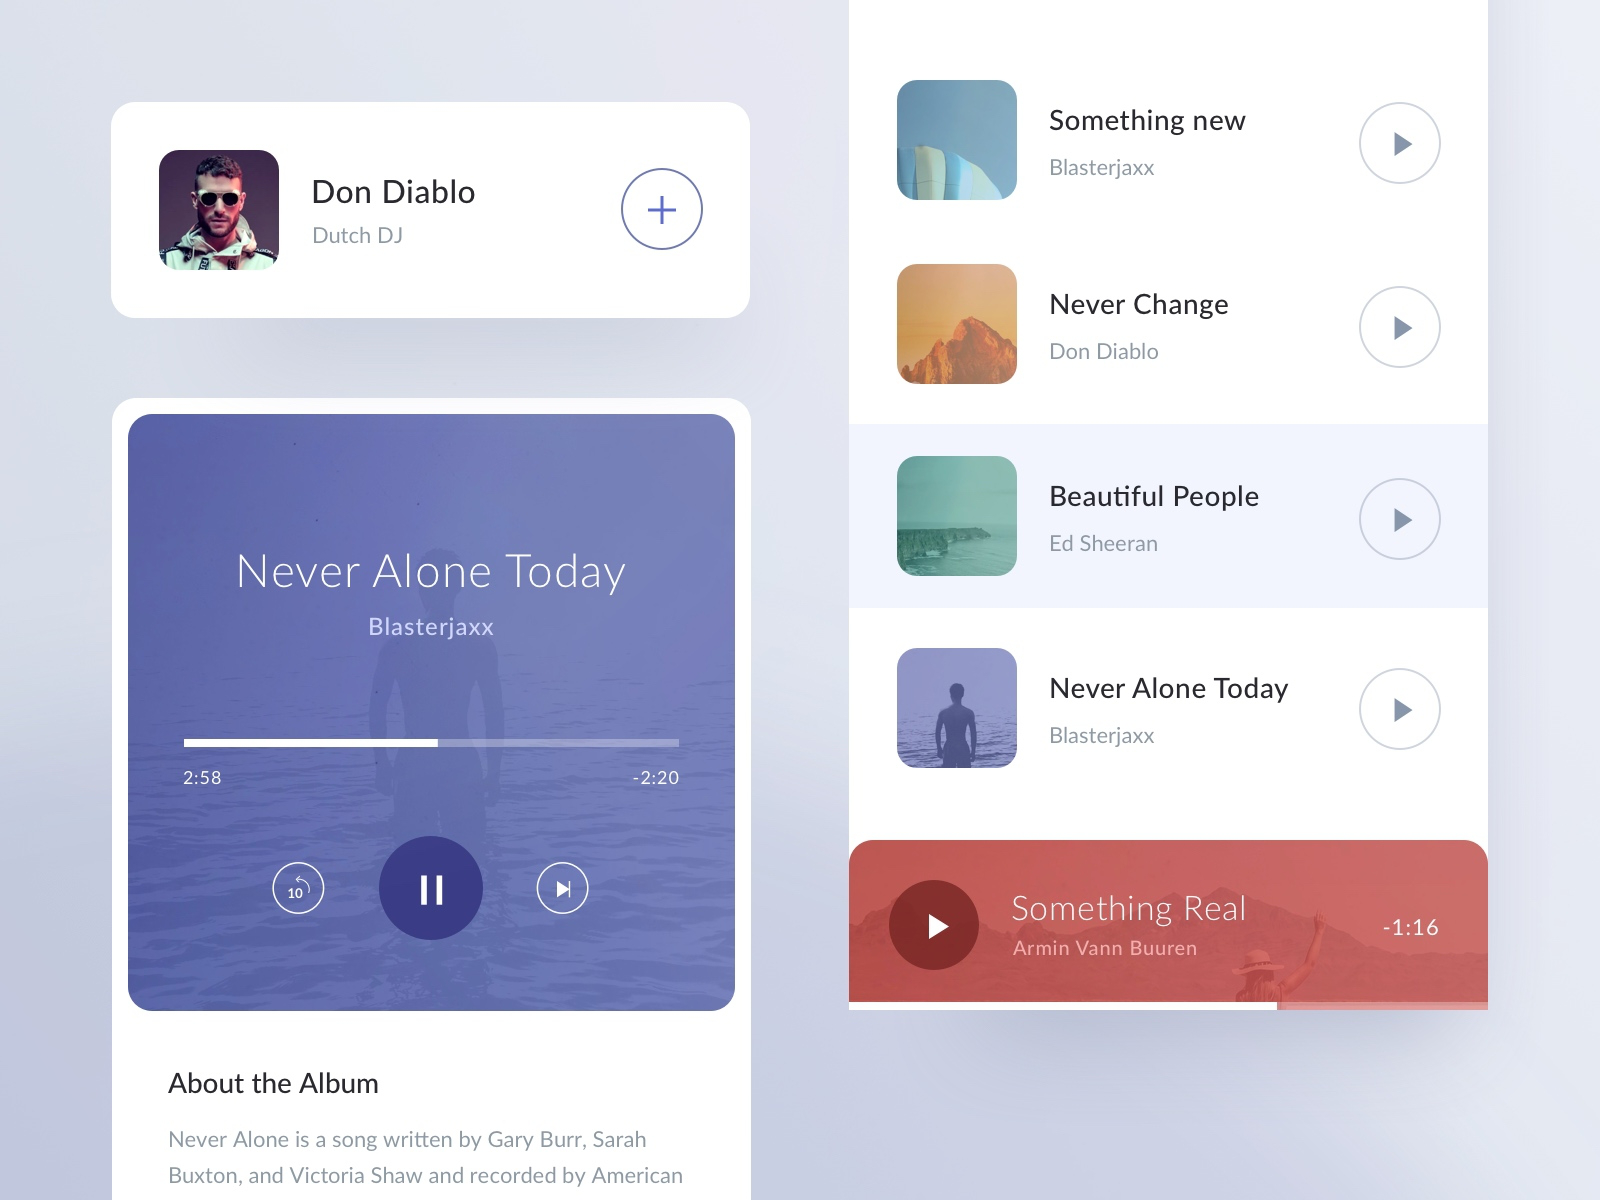 Don Diablo
Dutch DJ
Never Alone Today
Blasterjaxx
2:58
-2:20
10
About the Album
Never Alone is a song written by Gary Burr, Sarah
Buxton, and Victoria Shaw and recorded by American
Something new
Blasterjaxx
Never Change
Don Diablo
Beautiful People
Ed Sheeran
Never Alone Today
Blasterjaxx
Something Real
Armin Vann Buuren
-1:16